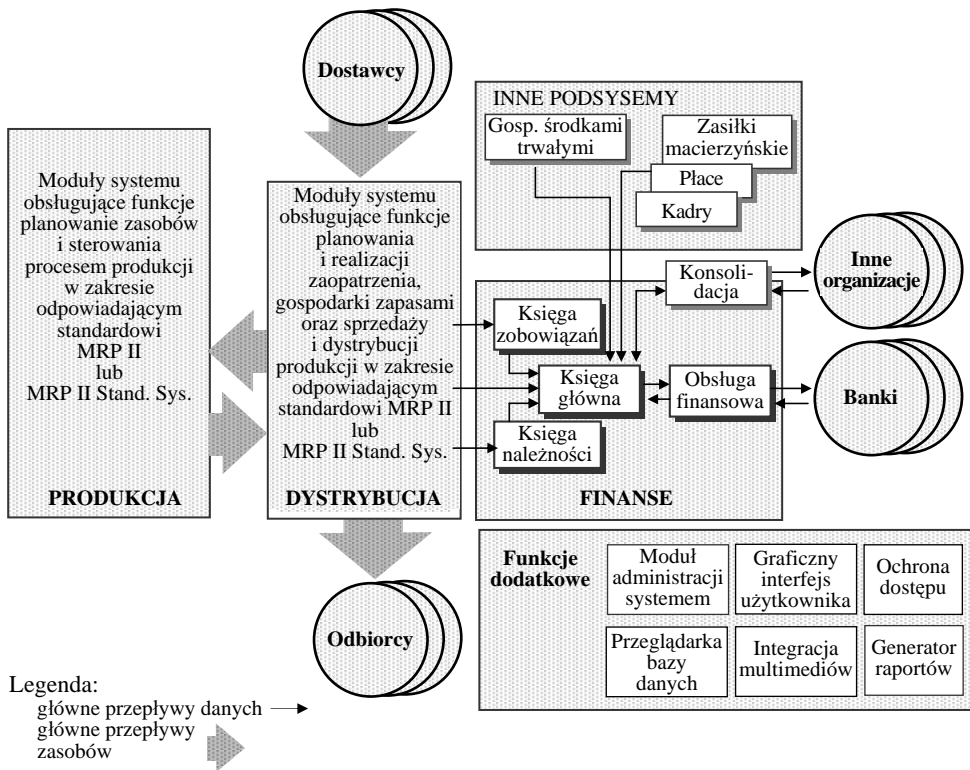 Dostawcy
INNE PODSYSEMY
Gosp. środkami
trwałymi
Zasiłki
macierzyńskie
Płace
Kadry
Moduły systemu
obsługujące funkcje
planowanie zasobów
i sterowania
procesem produkcji
w zakresie
odpowiadającym
standardowi
MRP II
lub
MRP II Stand. Sys.
PRODUKCJA
Moduły systemu
obsługujące funkcje
planowania
i realizacji
zaopatrzenia,
gospodarki zapasami
oraz sprzedaży
i dystrybucji
produkcji w zakresie
odpowiadającym
standardowi MRP II
lub
MRP II Stand. Sys.
DYSTRYBUCJA
Konsoli-
dacja
Inne
organizacje
Księga
zobowiązań
Księga
główna
Obsługa
finansowa
Banki
Księga
należności
FINANSE
Odbiorcy
Funkcje
dodatkowe
Moduł
administracji
systemem
Graficzny
interfejs
użytkownika
Ochrona
dostępu
Przeglądarka
bazy
danych
Integracja
multimediów
Generator
raportów
Legenda:
główne przepływy danych
główne przepływy
zasobów